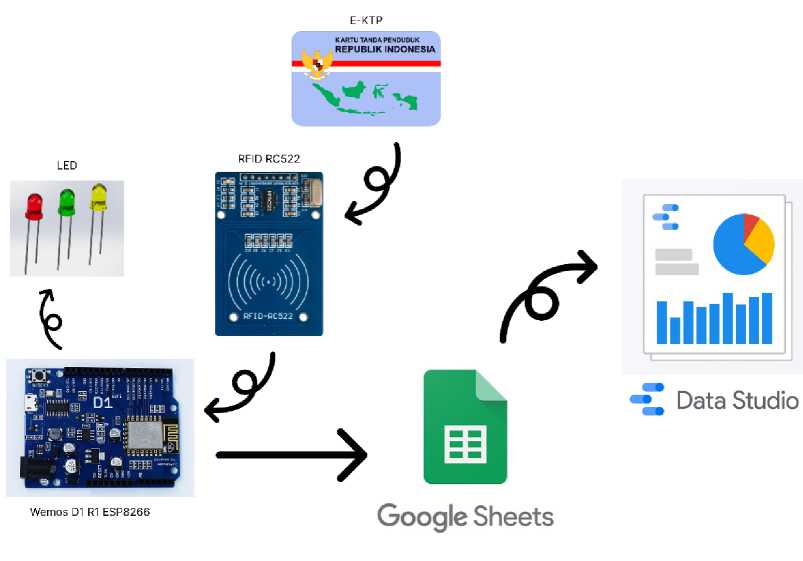 E-KTP
KARTU TANDA PENDUDUK
REPUBLIK INDONESIA
LED
RFID RC522
RFID-RC522
D1
Wemos D1 R1 ESP8266
Google Sheets
Data Studio